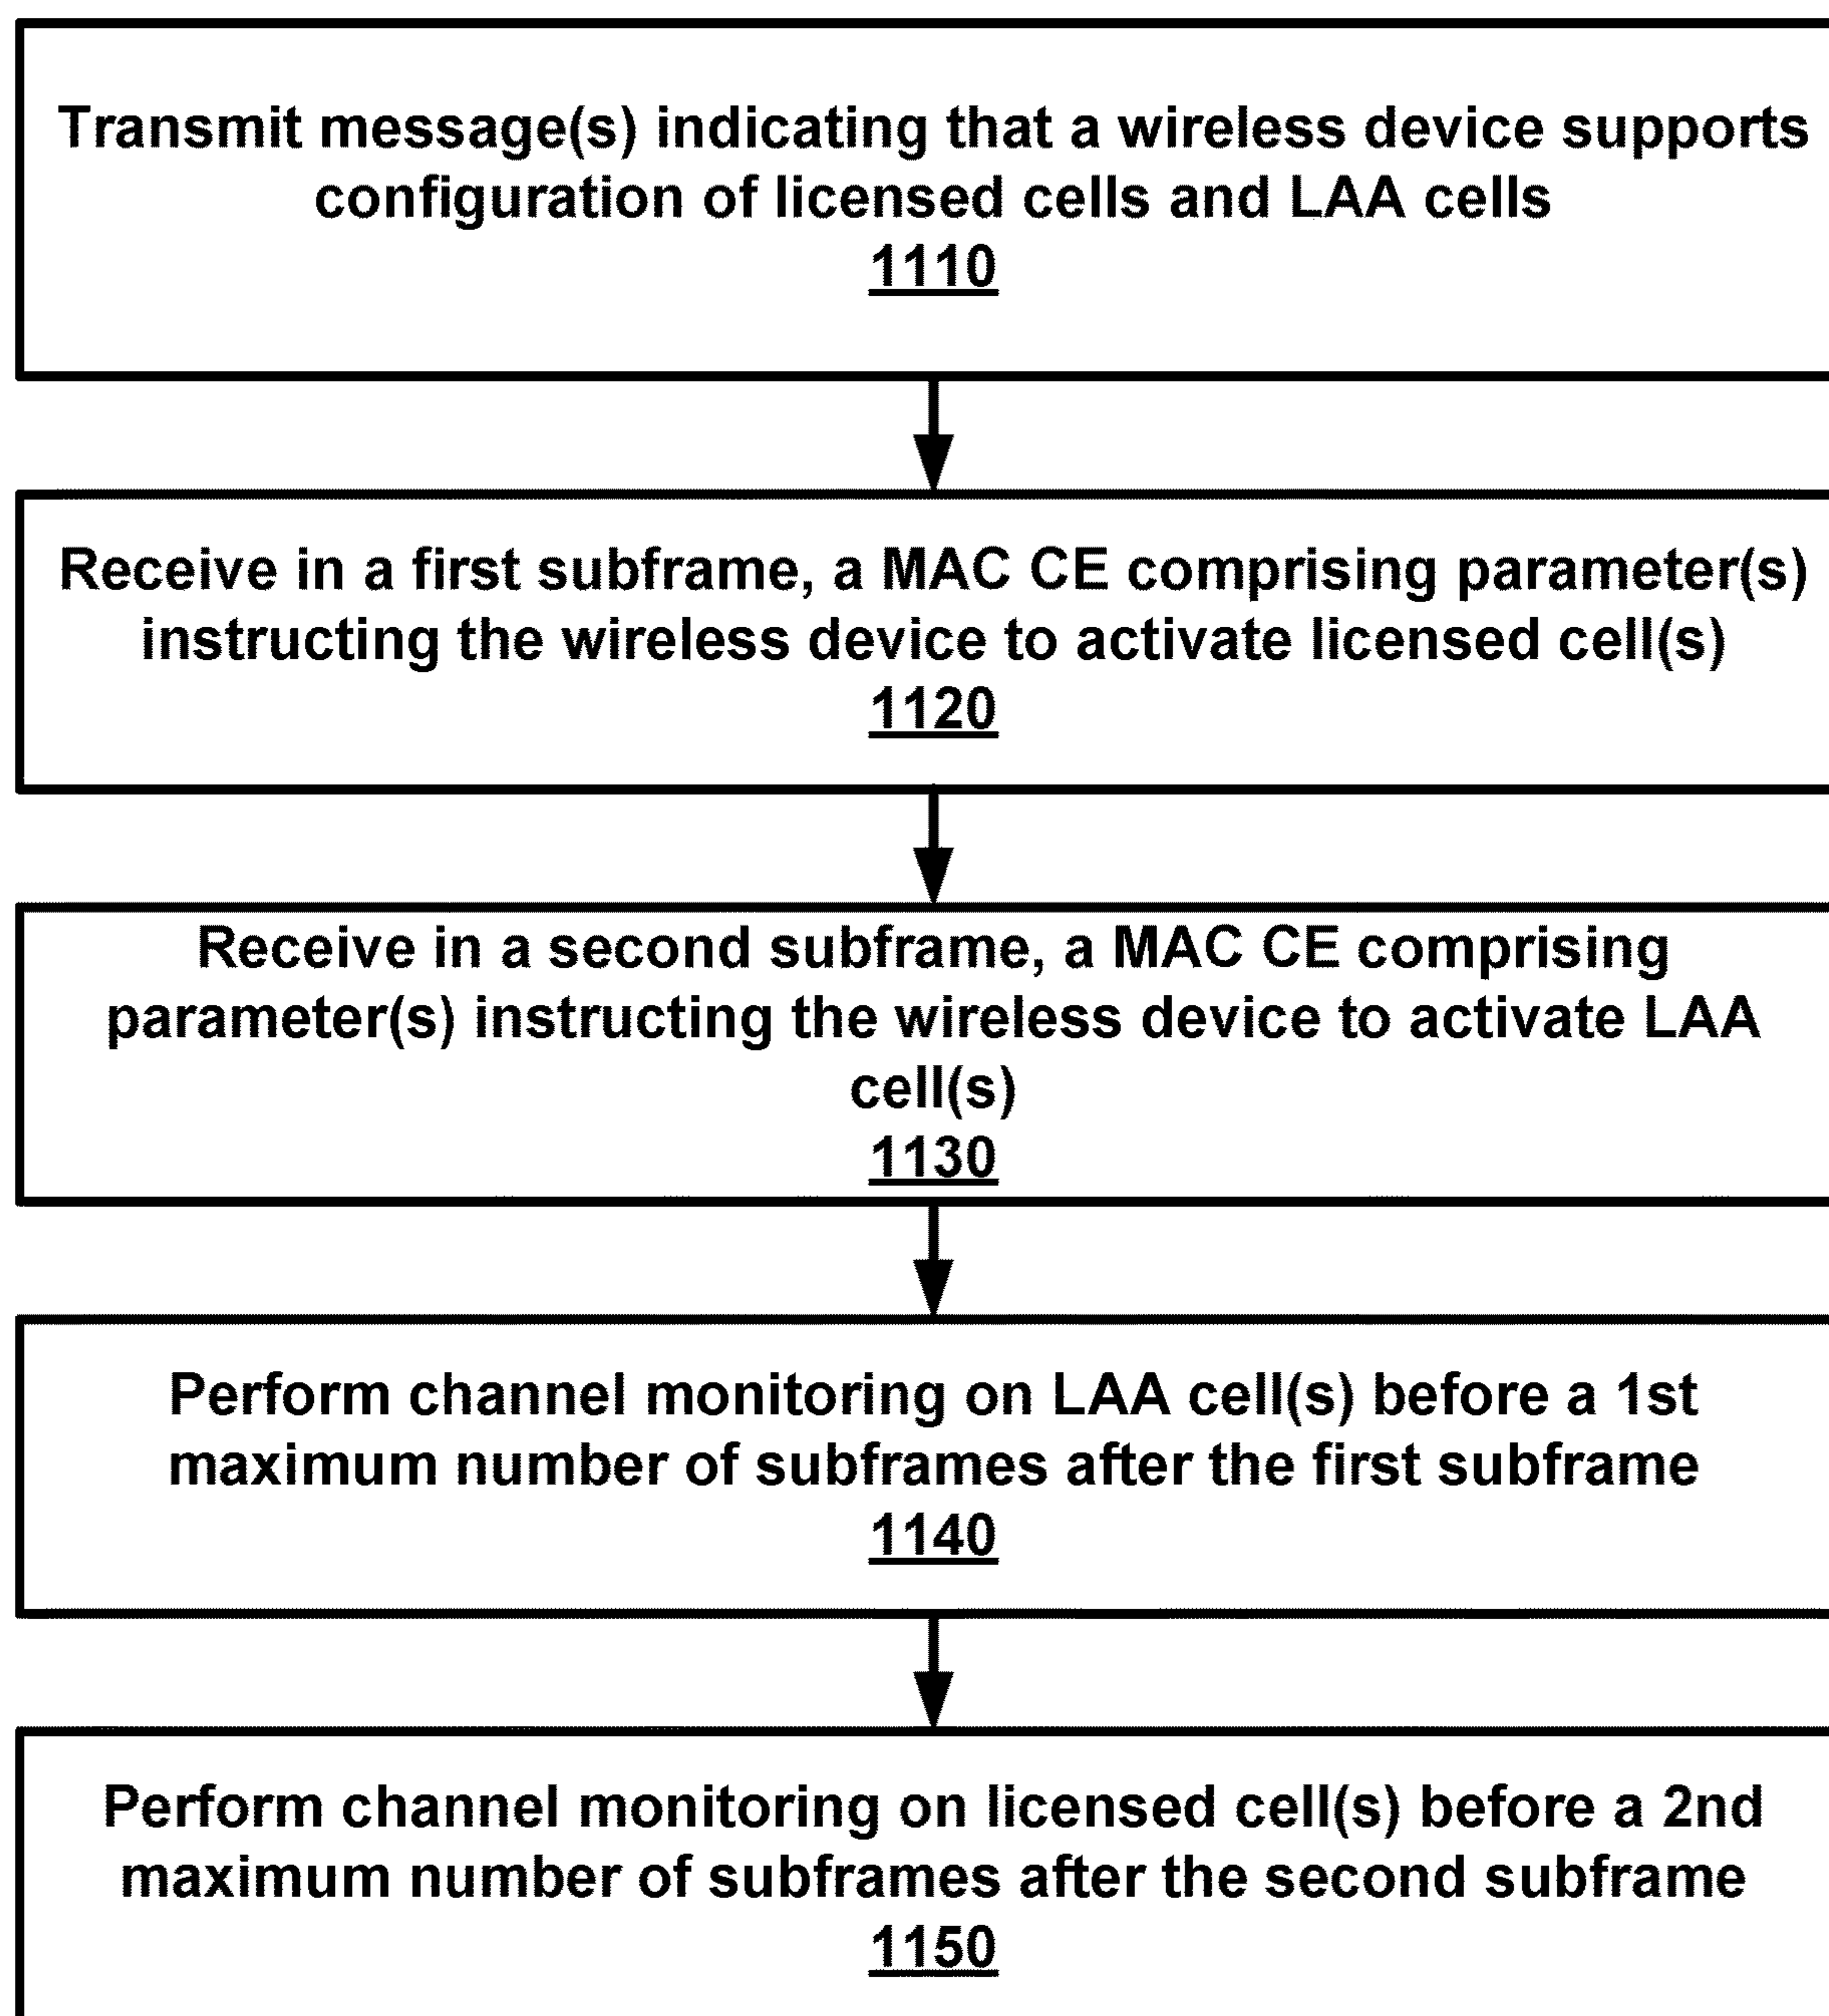 Transmit message(s) indicating that a wireless device supports
configuration of licensed cells and LAA cells
1110
Receive in a first subframe, a MAC CE comprising parameter(s)
instructing the wireless device to activate licensed cell(s)
1120
Receive in a second subframe, a MAC CE comprising
parameter(s) instructing the wireless device to activate LAA
cell(s)
1130
Perform channel monitoring on LAA cell(s) before a 1st
maximum number of subframes after the first subframe
1140
Perform channel monitoring on licensed cell(s) before a 2nd
maximum number of subframes after the second subframe
1150